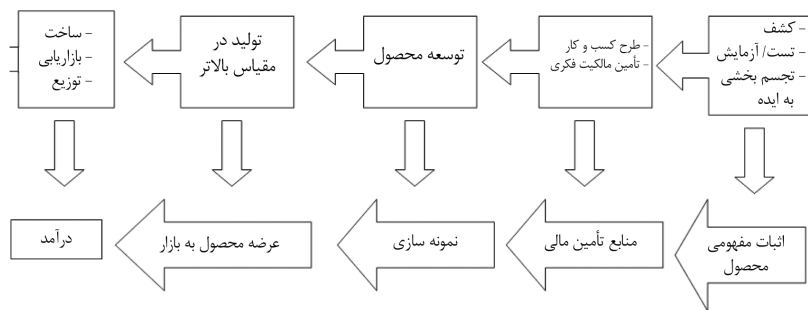 - کشف
- تست/ آزمایش
- تجسم بخشی
به ایده
- طرح کسب و کار
- تأمین مالکیت فکری
توسعه محصول
تولید در
مقیاس بالاتر
- ساخت
- بازاریابی
- توزیع
اثبات مفهومی
محصول
منابع تأمین مالی
نمونه سازی
عرضه محصول به بازار
درآمد